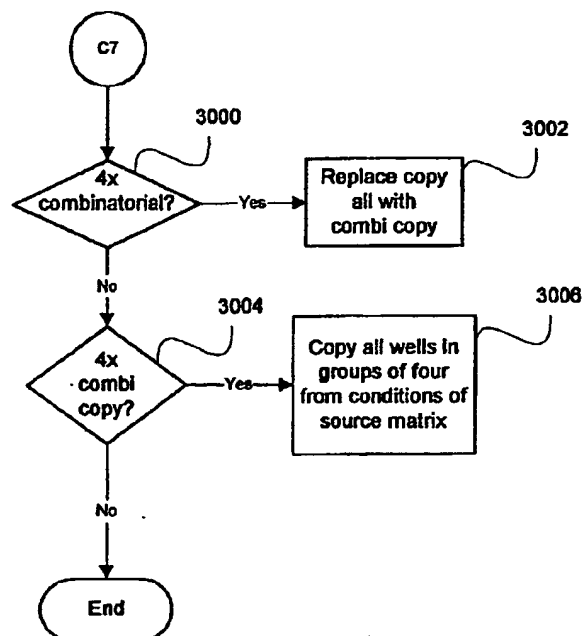 C7
3000
4x
combinatorial?
Yes
3002
Replace copy
all with
combi copy
No
3004
4x
combi
copy?
Yes
3006
Copy all wells in
groups of four
from conditions of
source matrix
No
End